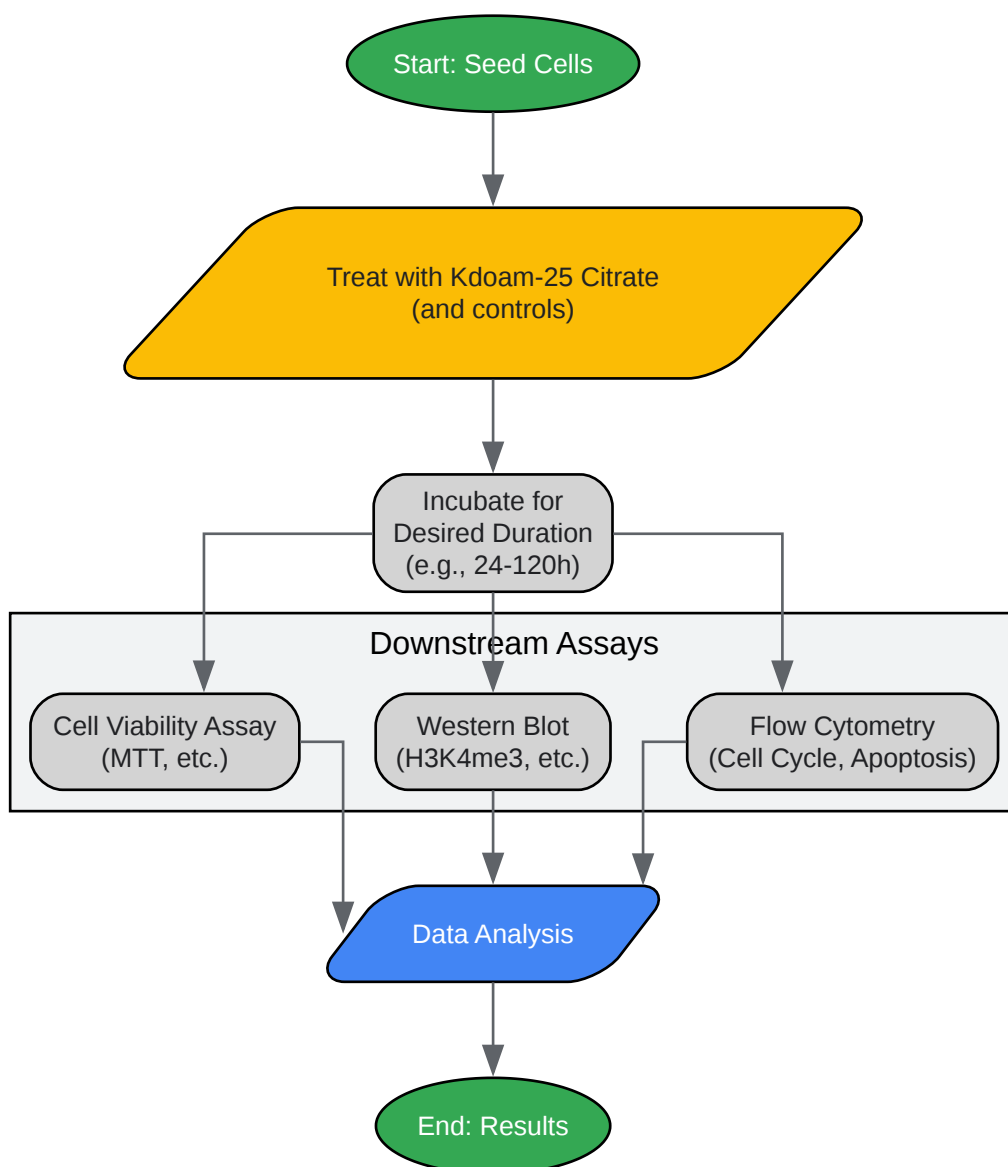 Start: Seed Cells
Treat with Kdoam-25 Citrate
(and controls)
Incubate for
Desired Duration
(e.g., 24-120h)
Downstream Assays
Cell Viability Assay
(MTT, etc.)
Western Blot
(H3K4me3, etc.)
Flow Cytometry
(Cell Cycle, Apoptosis)
Data Analysis
End: Results